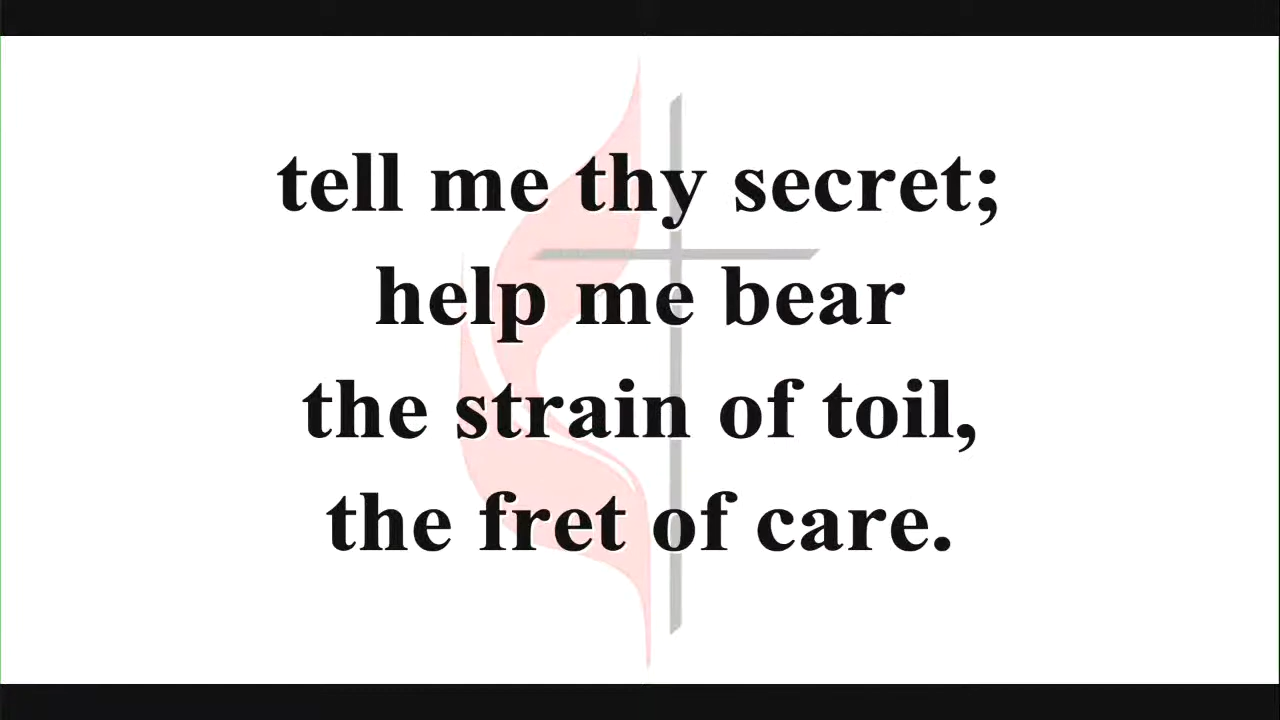 tell me thy secret;
help me bear
the strain of toil,
the fret of care.